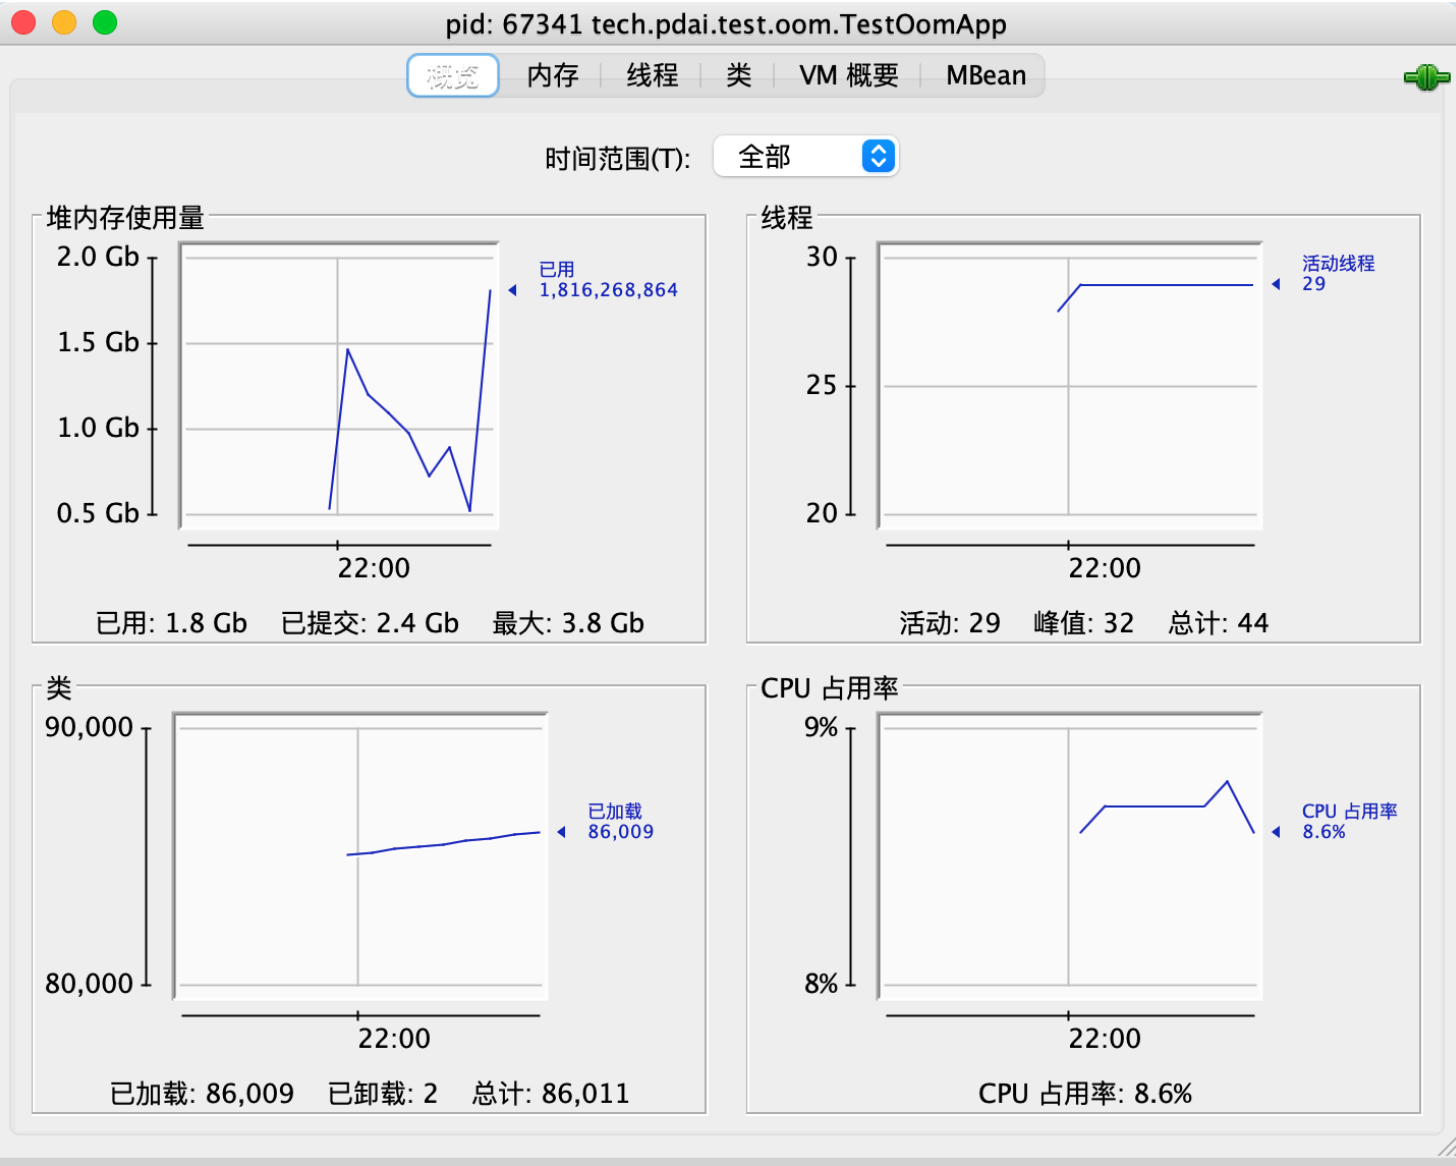 pid: 67341 tech.pdai.test.oom.TestOomApp
概览 内存 线程 类 VM 概要 MBean
时间范围(T): 全部
堆内存使用量
2.0 Gb
1.5 Gb
1.0 Gb
0.5 Gb
已用
1,816,268,864
22:00
已用: 1.8 Gb 已提交: 2.4 Gb 最大: 3.8 Gb
线程
30
25
20
活动线程
29
22:00
活动: 29 峰值: 32 总计: 44
类
90,000
80,000
已加载
86,009
22:00
已加载: 86,009 已卸载: 2 总计: 86,011
CPU 占用率
9%
8%
CPU 占用率
8.6%
22:00
CPU 占用率: 8.6%